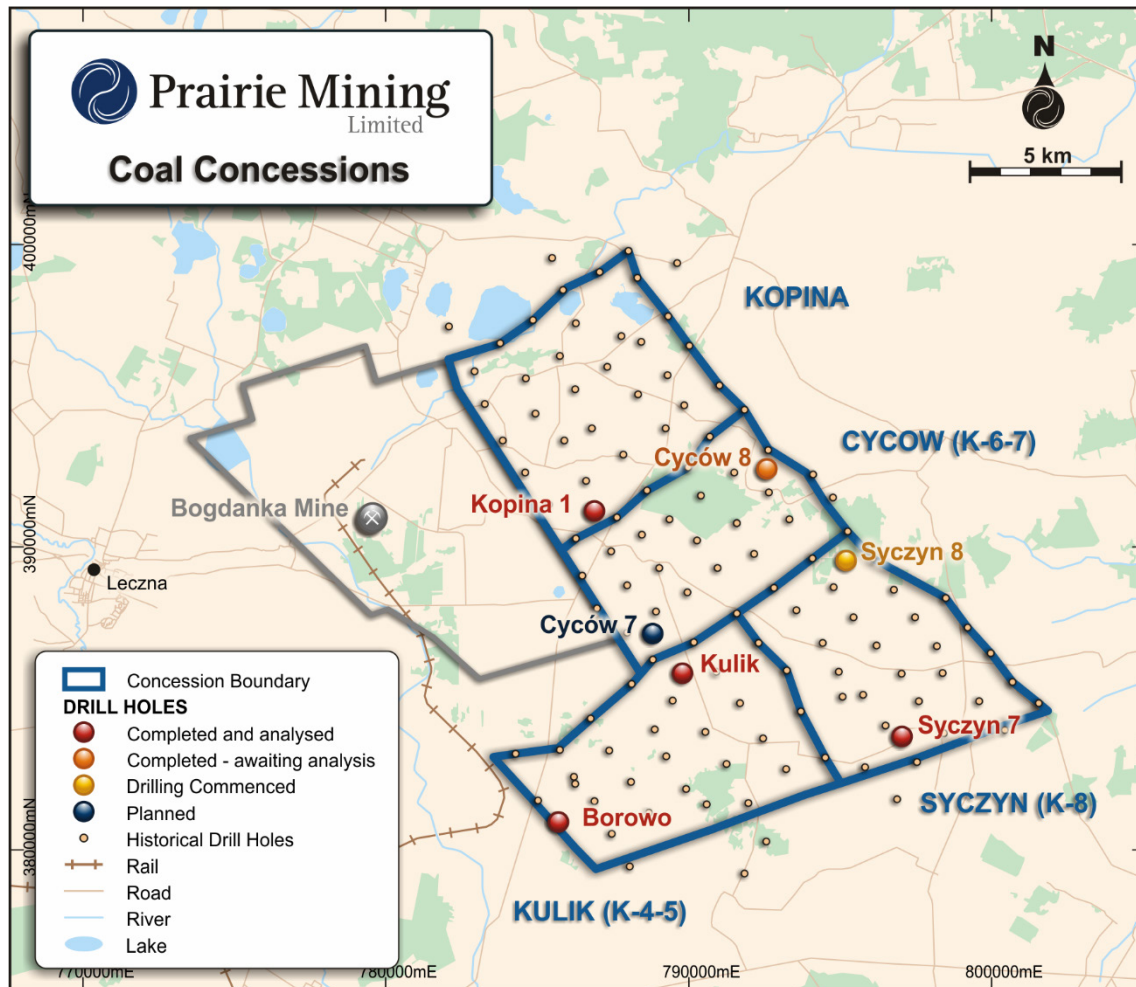 Prairie Mining
Limited
Coal Concessions
N
5 km
400000mN
390000mN
380000mN
770000mE
780000mE
790000mE
800000mE
KOPINA
CYCOW (K-6-7)
Cyców 8
Kopina 1
Bogdanka Mine
Syczyn 8
Leczna
Cyców 7
Kulik
Syczyn 7
SYCZYN (K-8)
Borowo
KULIK (K-4-5)
Concession Boundary
DRILL HOLES
Completed and analysed
Completed - awaiting analysis
Drilling Commenced
Planned
Historical Drill Holes
Rail
Road
River
Lake